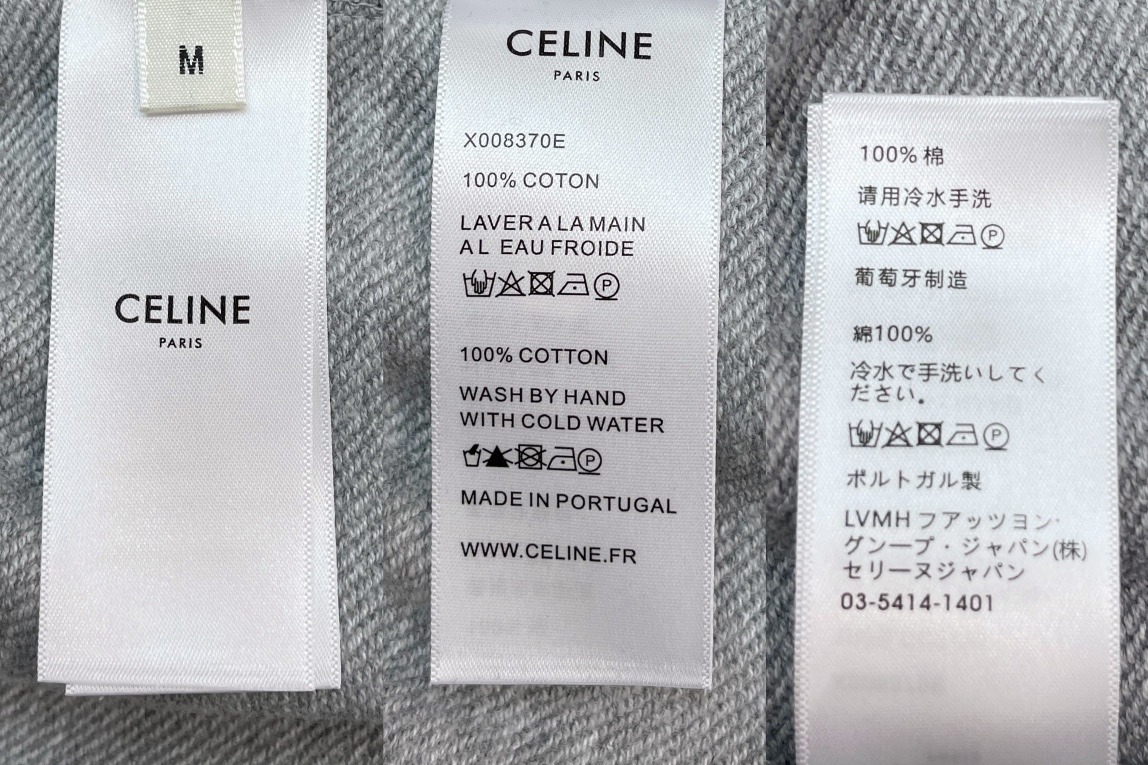 M
CELINE
PARIS
CELINE
PARIS
X008370E
100% COTON
LAVER A LA MAIN
A L EAU FROIDE
P
100% COTTON
WASH BY HAND
WITH COLD WATER
P
MADE IN PORTUGAL
WWW.CELINE.FR
100% 棉
请用冷水手洗
P
葡萄牙制造
綿100%
冷水で手洗いしてく
ださい。
P
ポルトガル製
LVMH フアッツヨン·
グンープ・ジャパン(株)
セリーヌジャパン
03-5414-1401